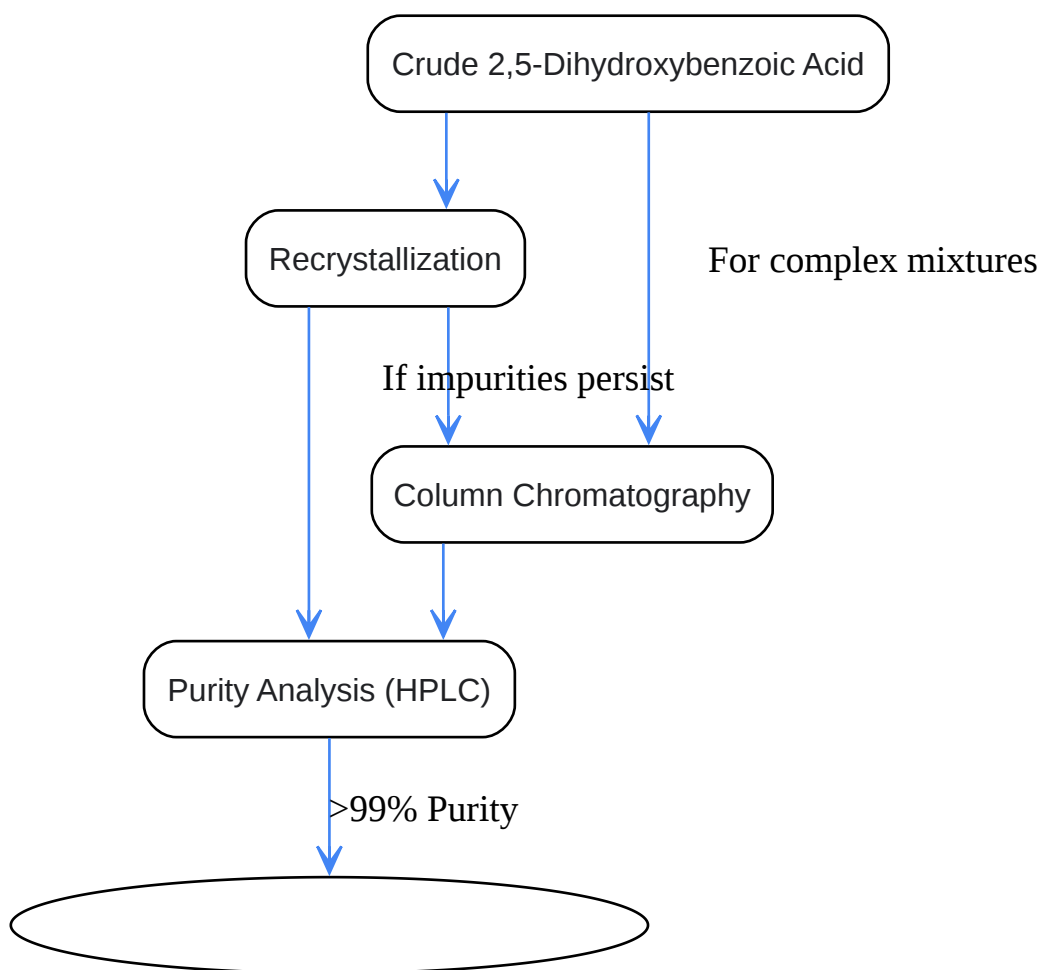 Crude 2,5-Dihydroxybenzoic Acid
Recrystallization
For complex mixtures
If impurities persist
Column Chromatography
Purity Analysis (HPLC)
>99% Purity